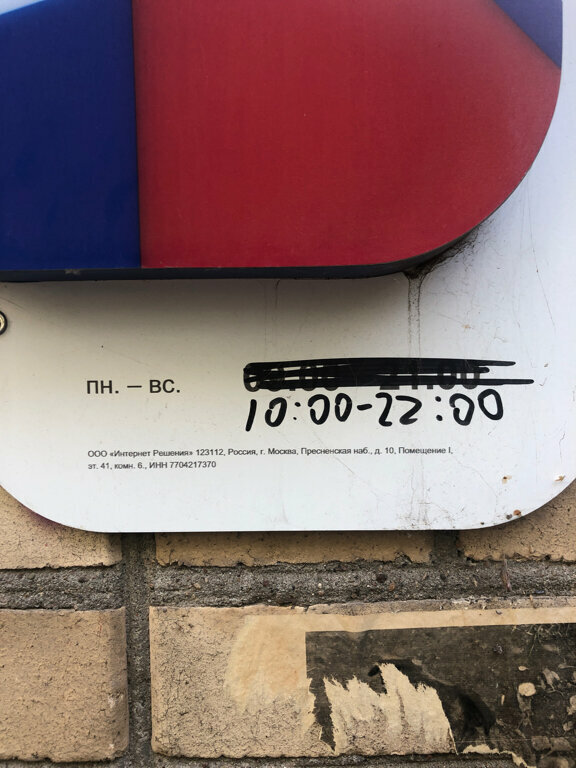 ПН. — ВС.
10:00-22:00
ООО «Интернет Решения» 123112, Россия, г. Москва, Пресненская наб., д. 10, Помещение I,
эт. 41, комн. 6., ИНН 7704217370